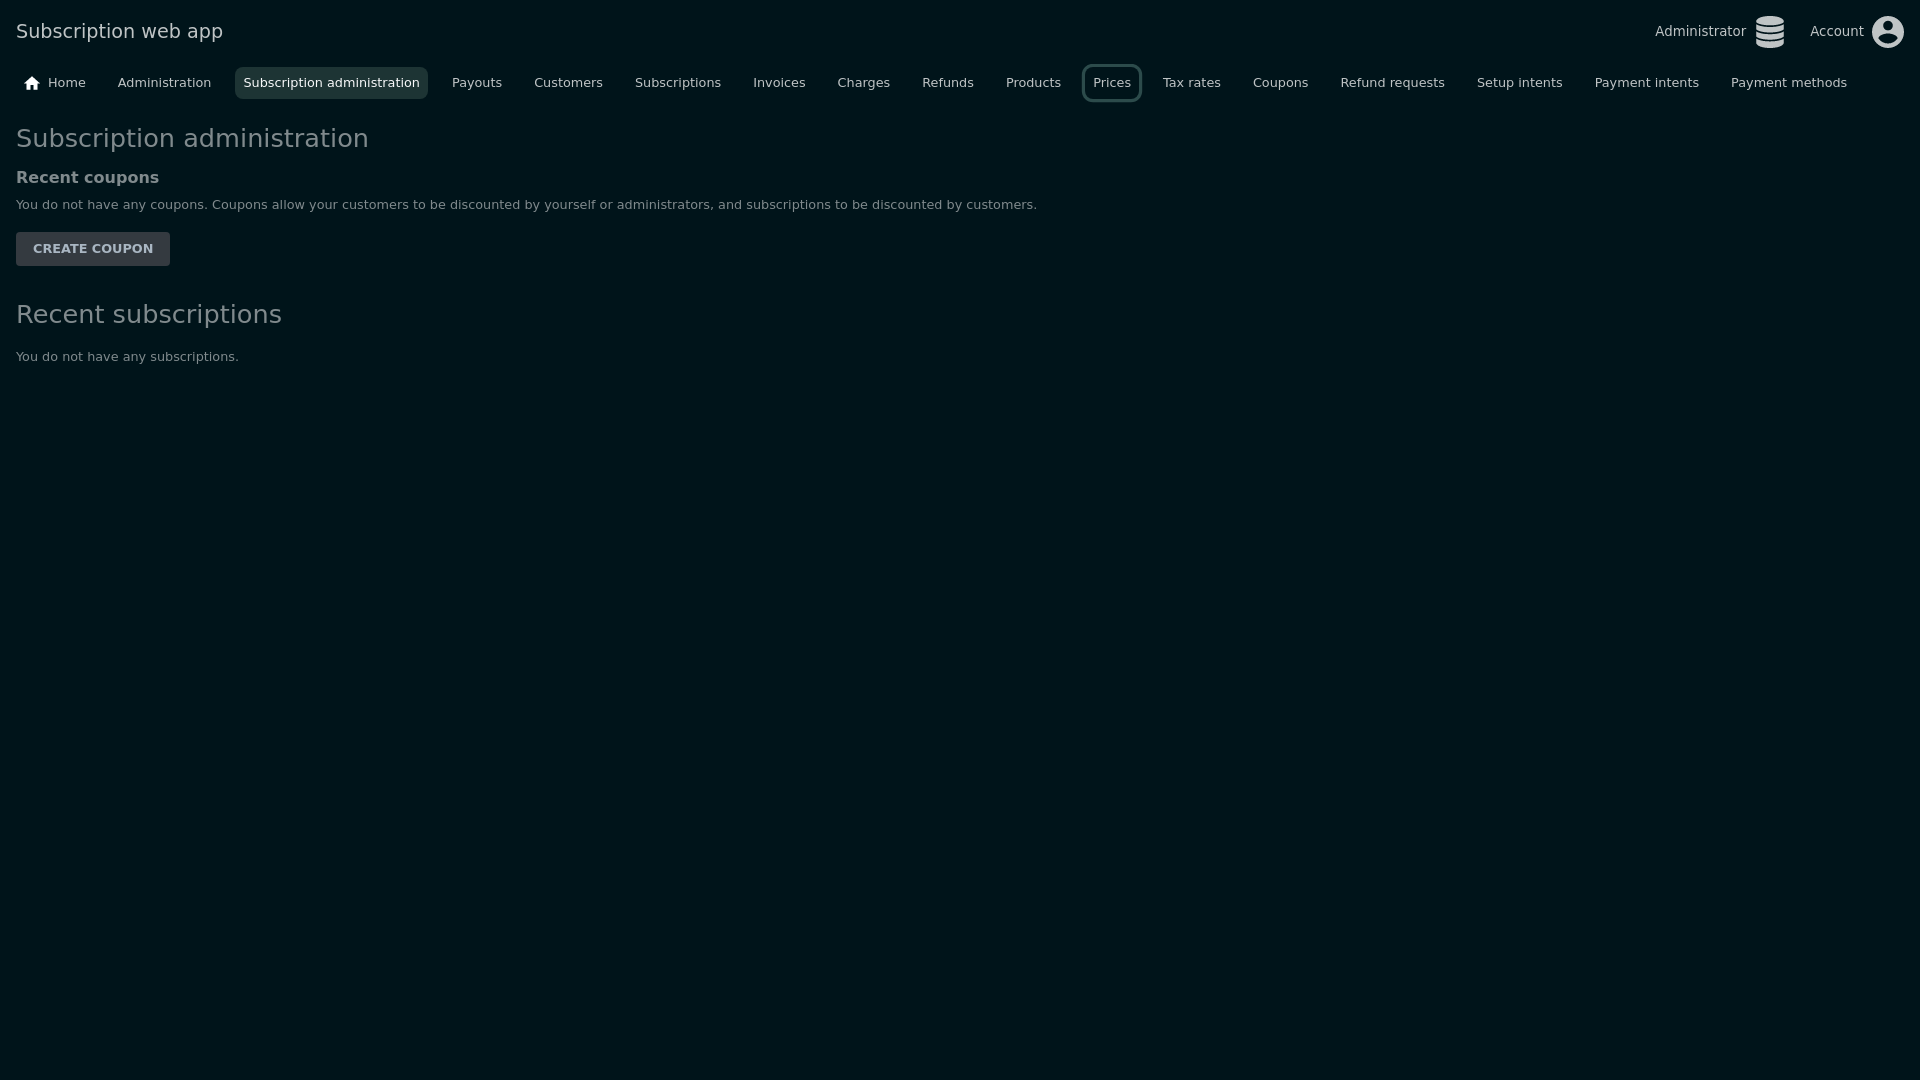 Subscription web app
Administrator
Account
Home Administration Subscription administration Payouts Customers Subscriptions Invoices Charges Refunds Products Prices Tax rates Coupons Refund requests Setup intents Payment intents Payment methods
Subscription administration
Recent coupons
You do not have any coupons. Coupons allow your customers to be discounted by yourself or administrators, and subscriptions to be discounted by customers.
CREATE COUPON
Recent subscriptions
You do not have any subscriptions.